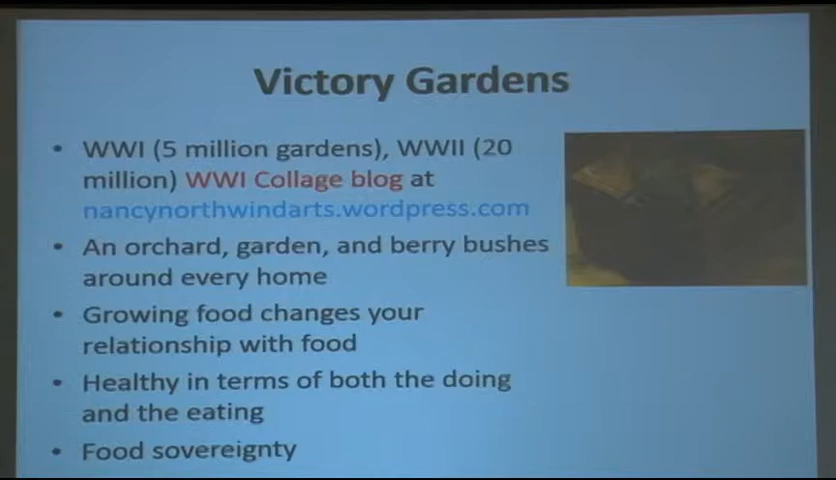 Victory Gardens
• WWI (5 million gardens), WWII (20
million) WWI Collage blog at
nancynorthwindarts.wordpress.com
• An orchard, garden, and berry bushes
around every home
• Growing food changes your
relationship with food
• Healthy in terms of both the doing
and the eating
• Food sovereignty